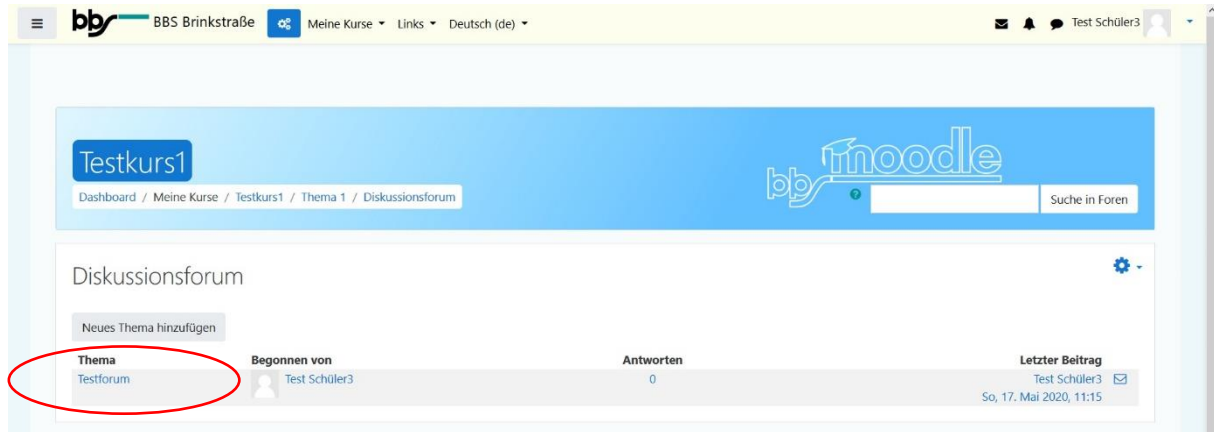 bbs BBS Brinkstraße Meine Kurse Links Deutsch (de) Test Schüler3
Testkurs1
bbs moodle
Dashboard / Meine Kurse / Testkurs1 / Thema 1 / Diskussionsforum
? Suche in Foren
Diskussionsforum
Neues Thema hinzufügen
Thema Begonnen von Antworten Letzter Beitrag
Testforum Test Schüler3 0 Test Schüler3
So, 17. Mai 2020, 11:15